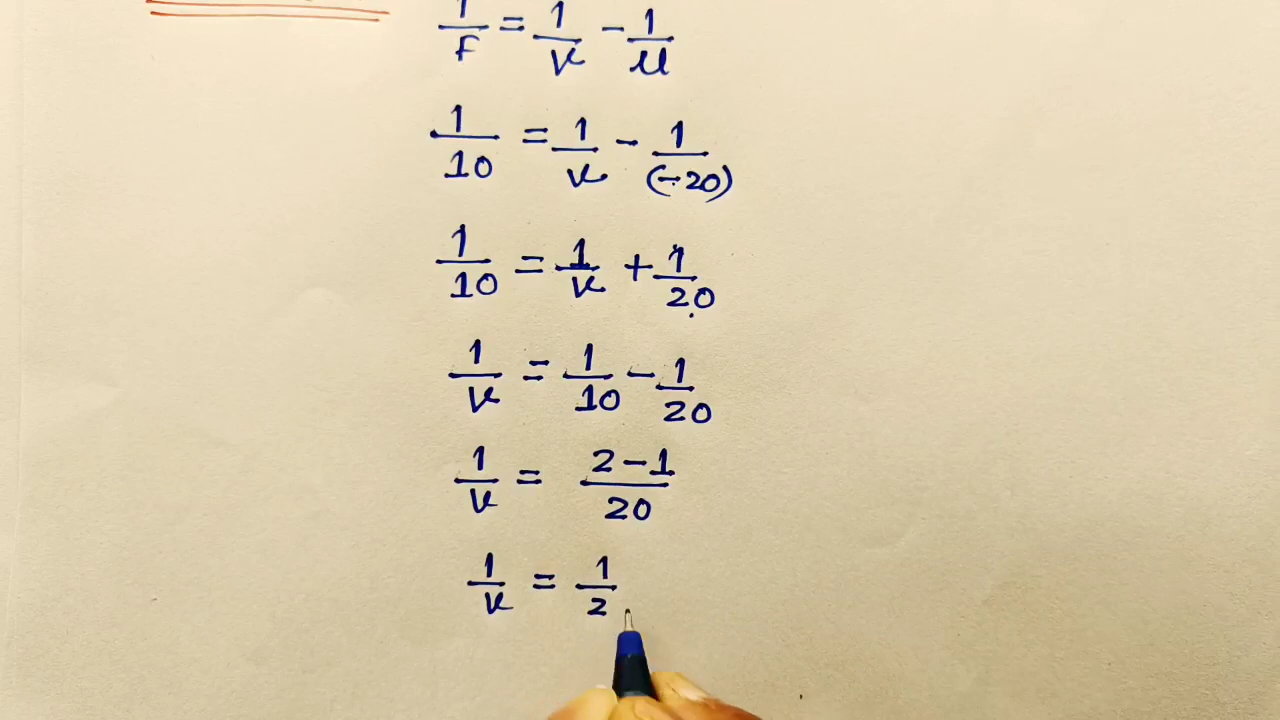 1/F = 1/v - 1/u
1/10 = 1/v - 1/(-20)
1/10 = 1/v + 1/20
1/v = 1/10 - 1/20
1/v = 2-1/20
1/v = 1/2